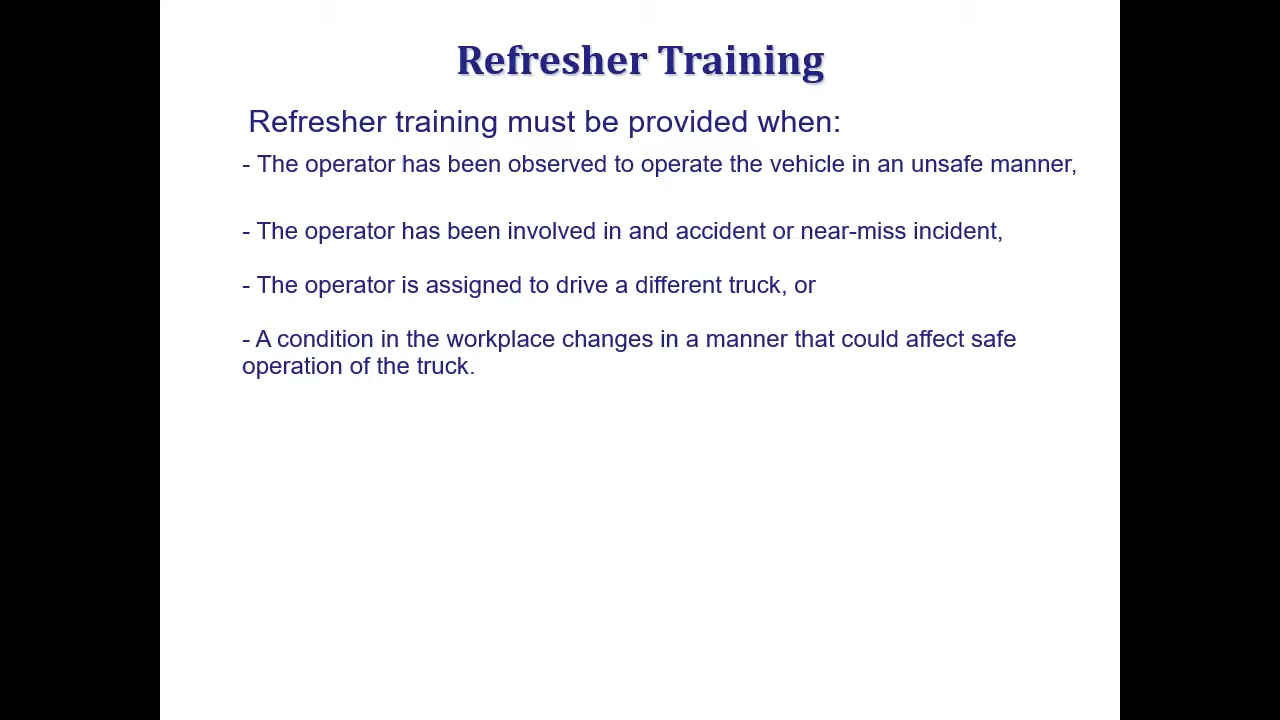 Refresher Training
Refresher training must be provided when:
- The operator has been observed to operate the vehicle in an unsafe manner,
- The operator has been involved in and accident or near-miss incident,
- The operator is assigned to drive a different truck, or
- A condition in the workplace changes in a manner that could affect safe
operation of the truck.